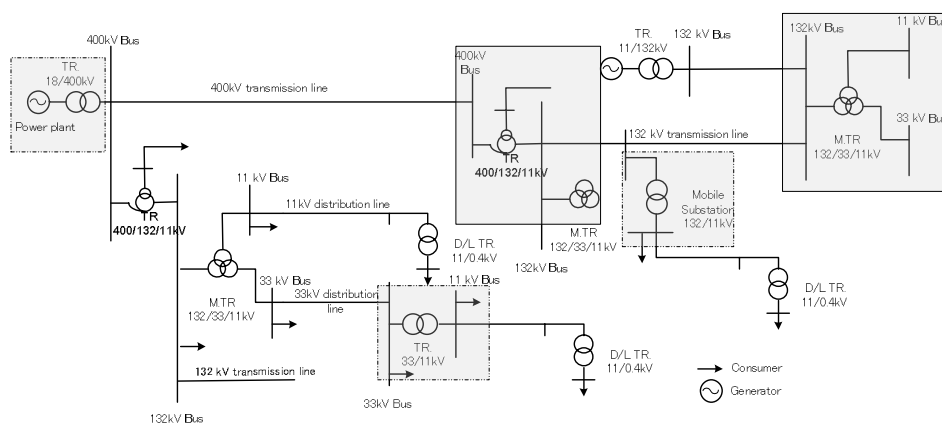 400kV Bus
TR.
18/400kV
Power plant
400kV transmission line
400kV
Bus
TR
400/132/11kV
M.TR
132/33/11kV
132kV Bus
TR.
11/132kV
132 kV Bus
132 kV transmission line
132kV Bus
11 kV Bus
33 kV Bus
M.TR
132/33/11kV
Mobile
Substation
132/11kV
D/L TR.
11/0.4kV
TR
400/132/11kV
11 kV Bus
11kV distribution line
D/L TR.
11/0.4kV
M.TR
132/33/11kV
33 kV Bus
33kV distribution
line
11 kV Bus
TR.
33/11kV
33kV Bus
D/L TR.
11/0.4kV
132 kV transmission line
132kV Bus
Consumer
Generator